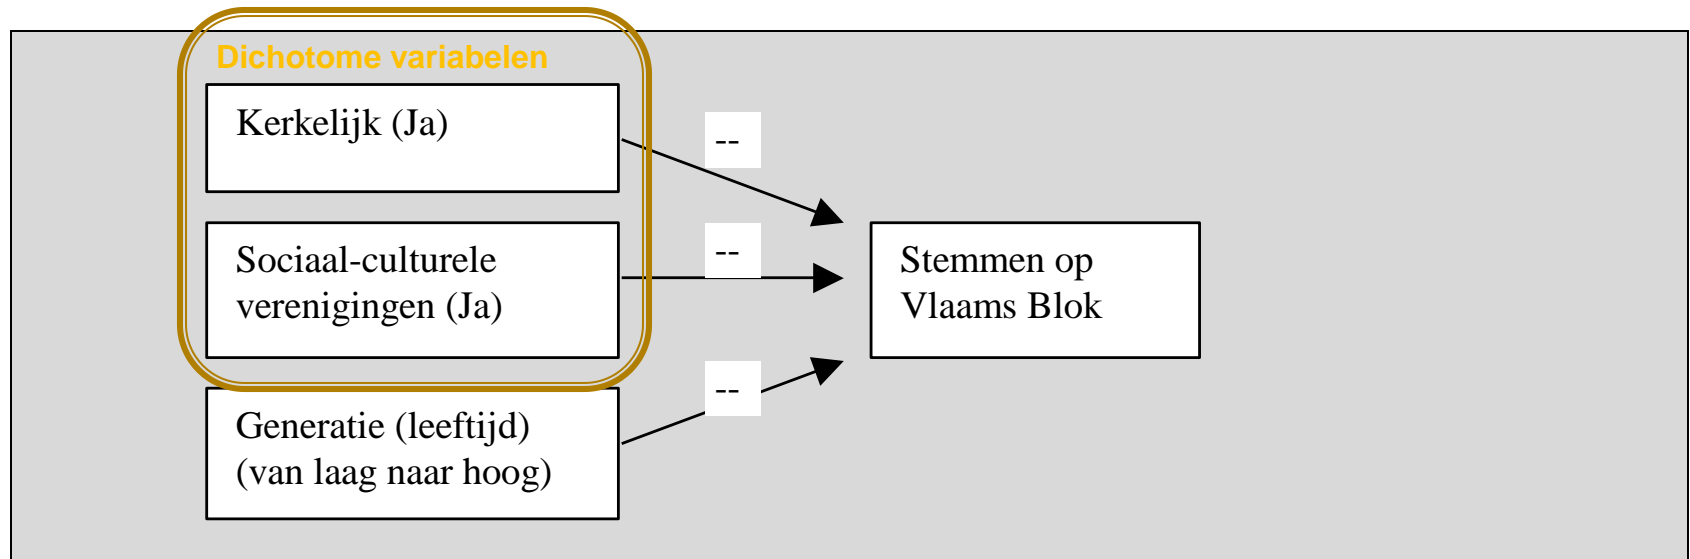 Dichotome variabelen
Kerkelijk (Ja)
--
Sociaal-culturele
verenigingen (Ja)
--
Stemmen op
Vlaams Blok
--
Generatie (leeftijd)
(van laag naar hoog)